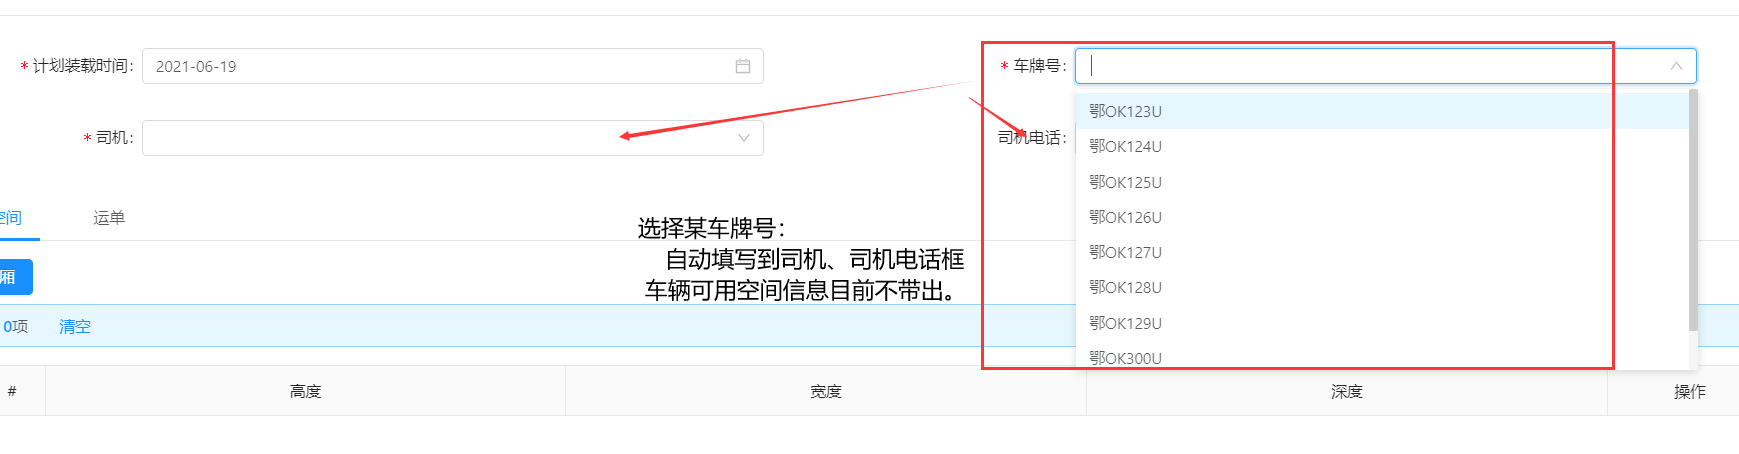 * 计划装载时间: 2021-06-19
* 车牌号:
鄂OK123U
* 司机:
司机电话:
鄂OK124U
鄂OK125U
空间 运单
鄂OK126U
选择某车牌号:
自动填写到司机、司机电话框
车辆可用空间信息目前不带出。
鄂OK127U
厢
鄂OK128U
0项 清空
鄂OK129U
鄂OK300U
# 高度 宽度 深度 操作